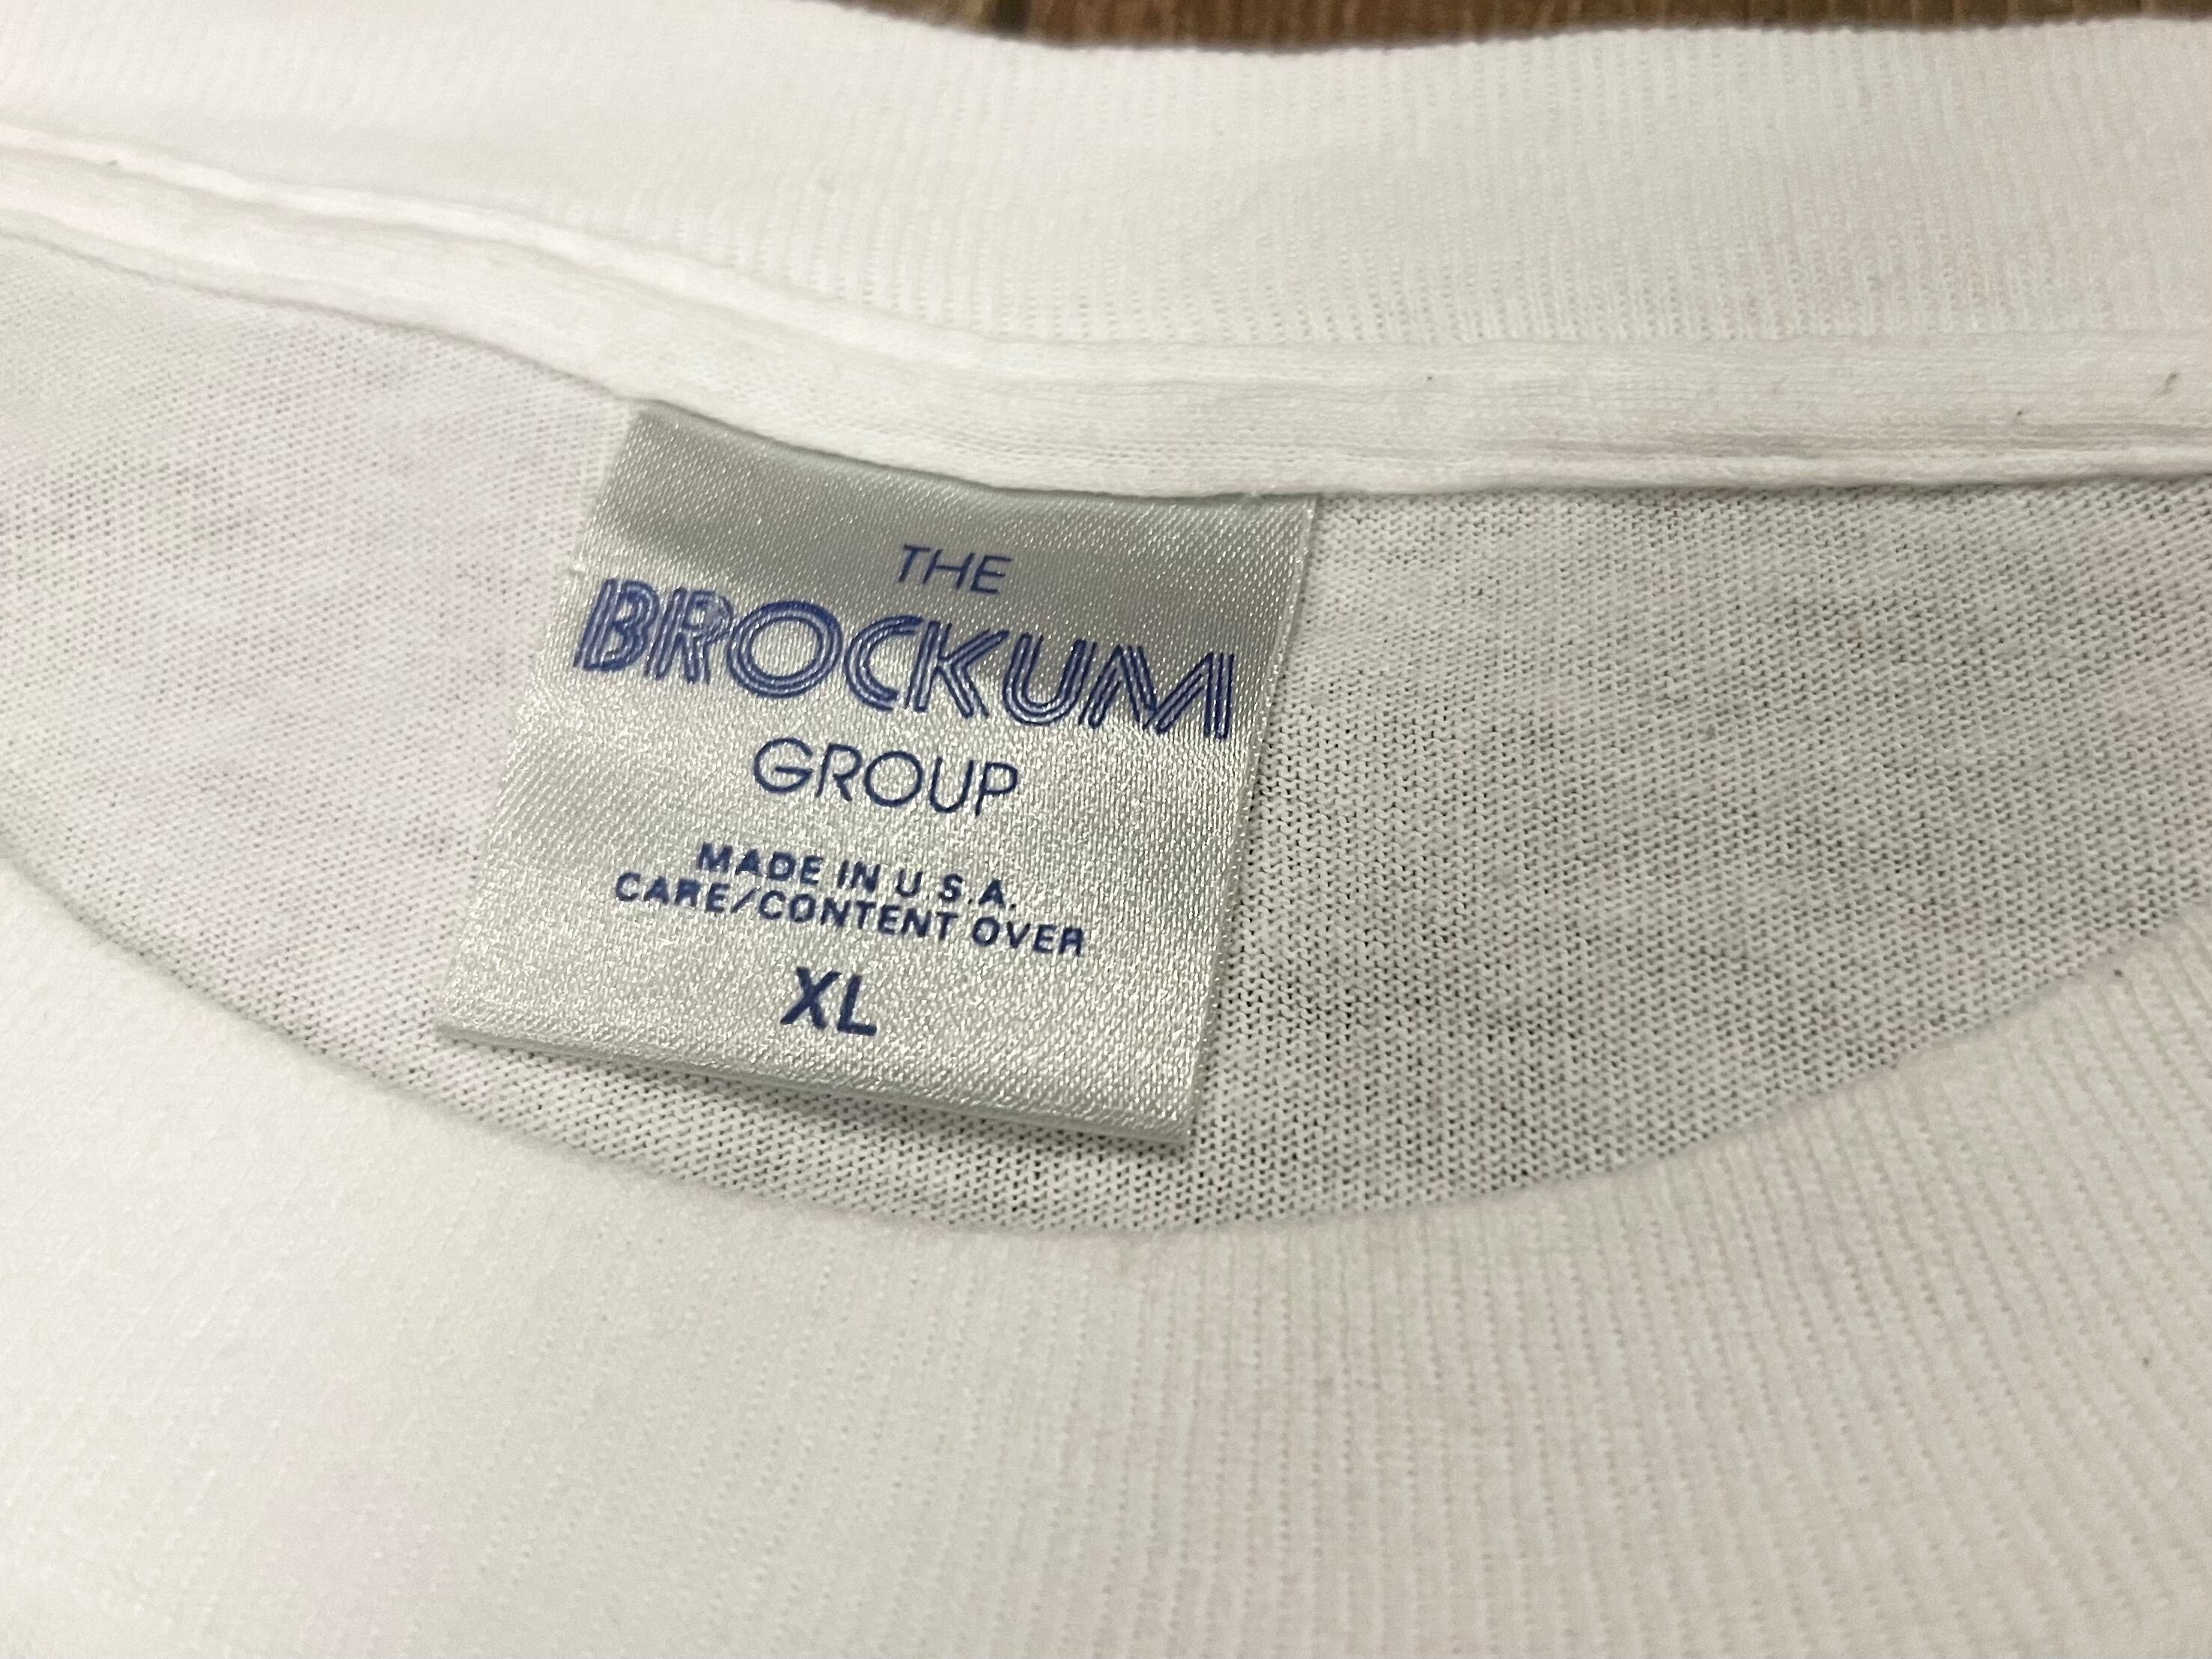 THE
BROCKUM
GROUP
MADE IN U.S.A.
CARE/CONTENT OVER
XL